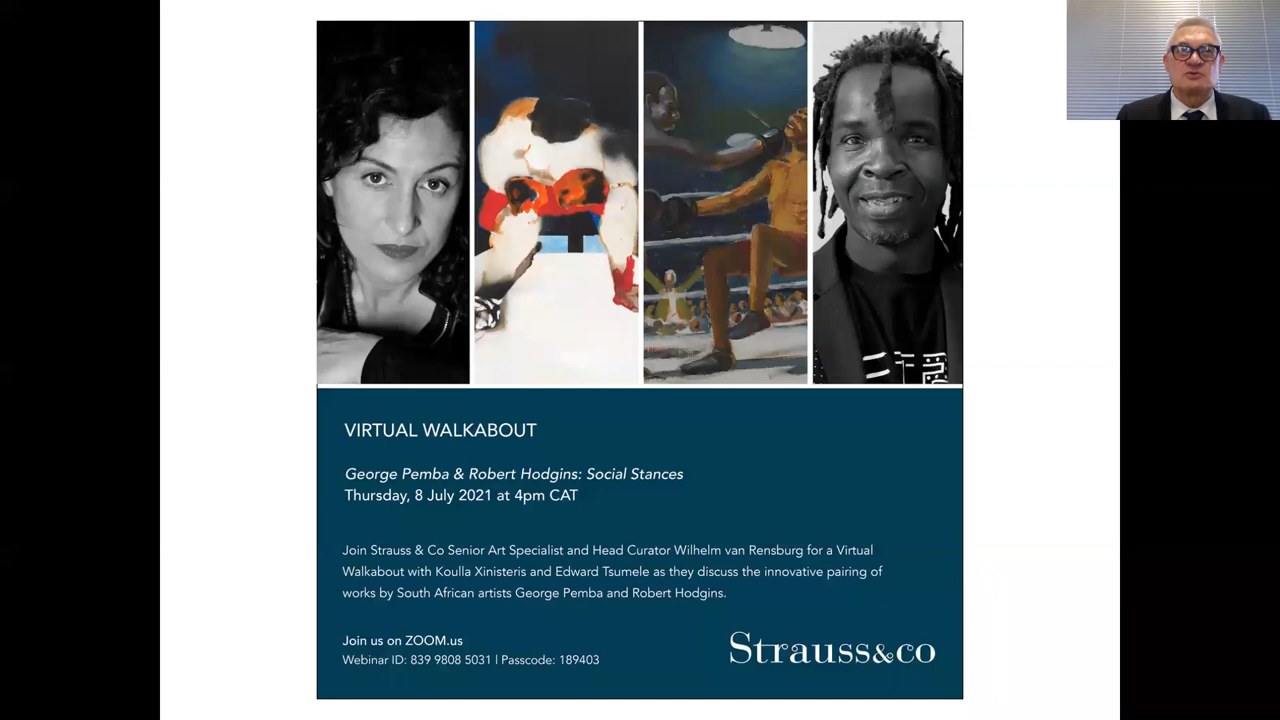 VIRTUAL WALKABOUT
George Pemba & Robert Hodgins: Social Stances
Thursday, 8 July 2021 at 4pm CAT
Join Strauss & Co Senior Art Specialist and Head Curator Wilhelm van Rensburg for a Virtual
Walkabout with Koulla Xinisteris and Edward Tsumele as they discuss the innovative pairing of
works by South African artists George Pemba and Robert Hodgins.
Join us on ZOOM.us
Webinar ID: 839 9808 5031 | Passcode: 189403
Strauss&co